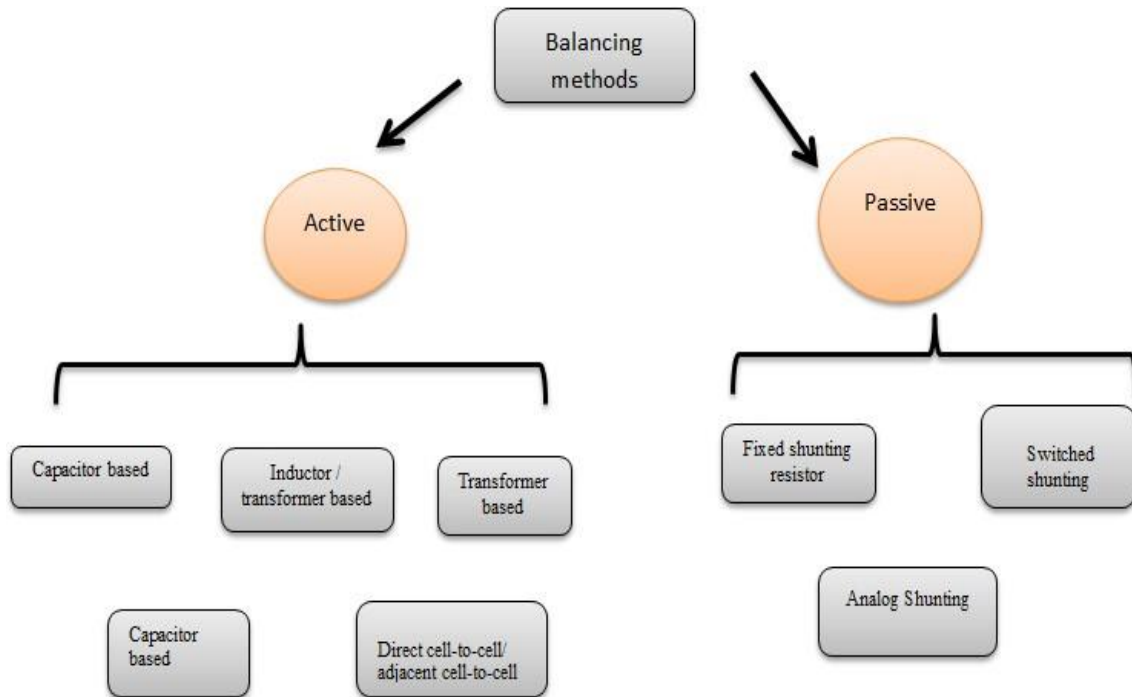 Balancing
methods
Active
Passive
Capacitor based
Inductor /
transformer based
Transformer
based
Fixed shunting
resistor
Switched
shunting
Capacitor
based
Direct cell-to-cell/
adjacent cell-to-cell
Analog Shunting